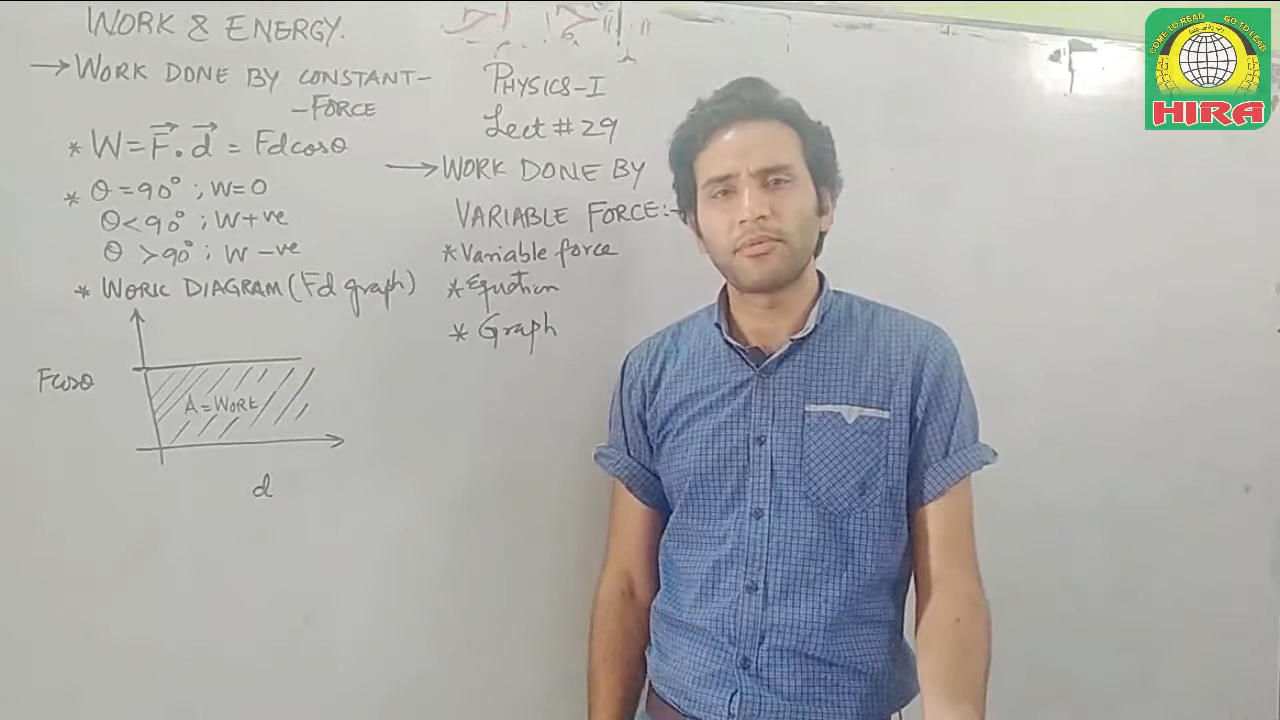 WORK & ENERGY.
→ WORK DONE BY CONSTANT-
-FORCE
* W = F⃗ . d⃗ = Fdcosθ
* θ = 90° ; W=0
θ < 90° ; W+ve
θ > 90° ; W -ve
* WORK DIAGRAM (Fd graph)
Fcosθ
A = WORK
d
PHYSICS-I
Lect # 29
→ WORK DONE BY
VARIABLE FORCE:-
* Variable force
* Equation
* Graph
COME TO READ GO TO LEAD
HIRA